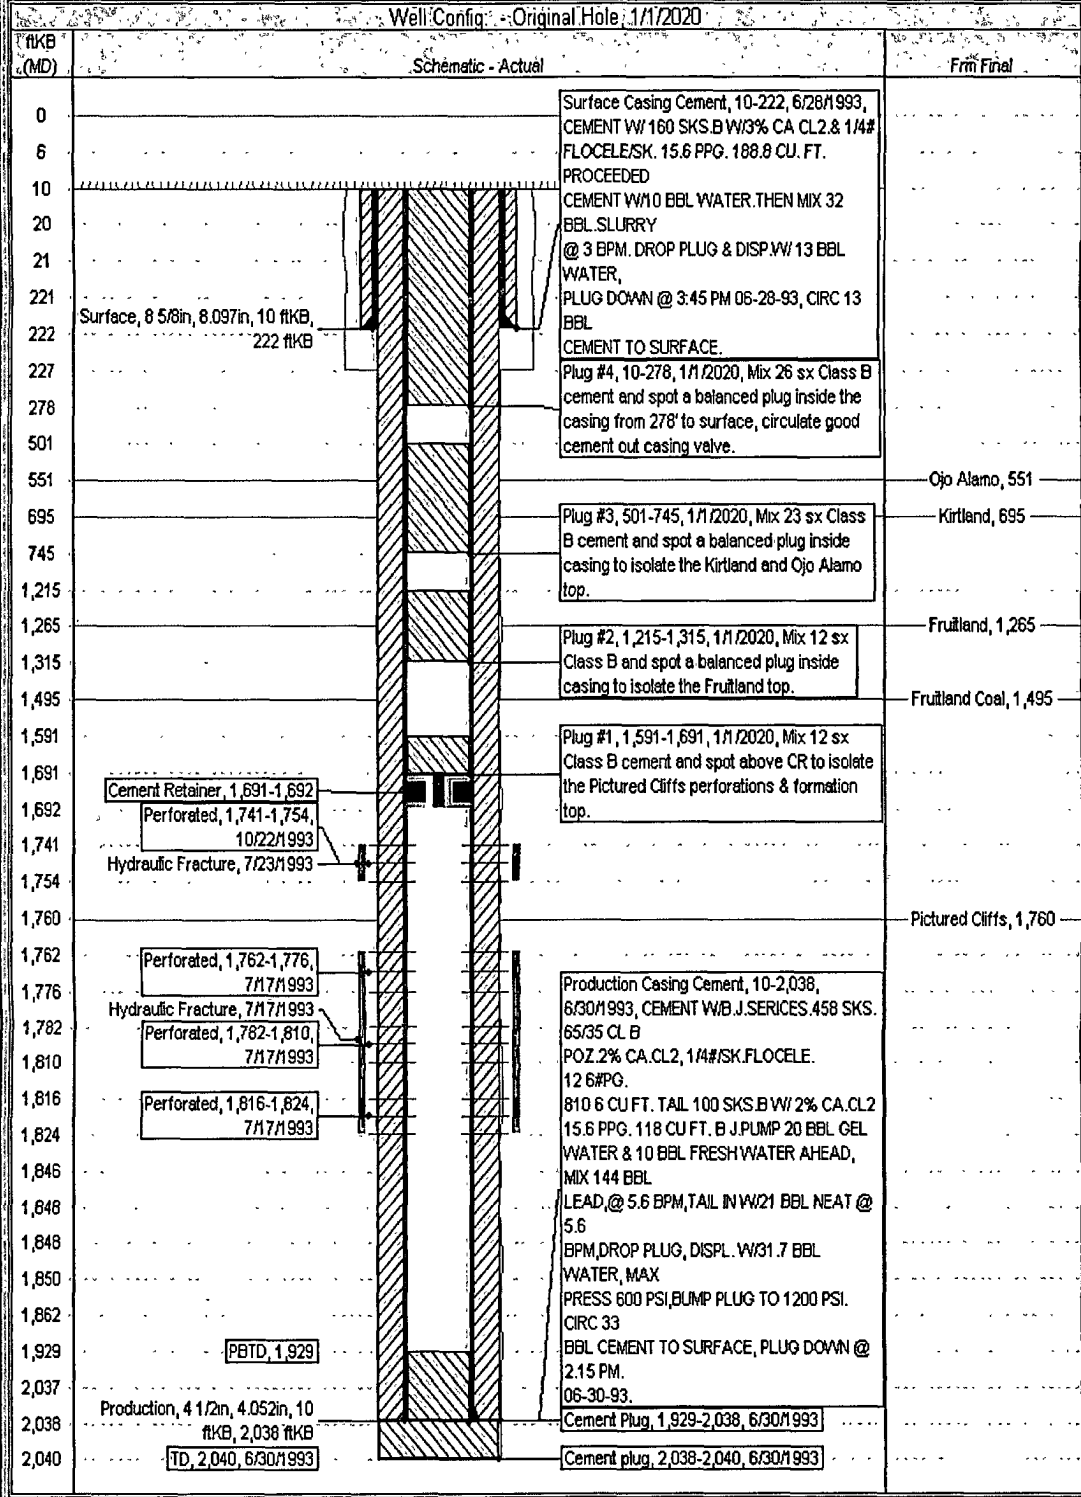 Well Config: - Original Hole, 1/1/2020
ftKB
(MD)
Schematic - Actual
Frm Final
0
6
10
20
21
221
222
227
278
501
551
695
745
1,215
1,265
1,315
1,495
1,591
1,691
1,692
1,741
1,754
1,760
1,762
1,776
1,782
1,810
1,816
1,824
1,846
1,848
1,848
1,850
1,862
1,929
2,037
2,038
2,040
Surface, 8 5/8in, 8.097in, 10 ftKB,
222 ftKB
Cement Retainer, 1,691-1,692
Perforated, 1,741-1,754,
10/22/1993
Hydraulic Fracture, 7/23/1993
Perforated, 1,762-1,776,
7/17/1993
Hydraulic Fracture, 7/17/1993
Perforated, 1,782-1,810,
7/17/1993
Perforated, 1,816-1,824,
7/17/1993
PBTD, 1,929
Production, 4 1/2in, 4.052in, 10
ftKB, 2,038 ftKB
TD, 2,040, 6/30/1993
Surface Casing Cement, 10-222, 6/28/1993,
CEMENT W/ 160 SKS.B W/3% CA CL2.& 1/4#
FLOCELE/SK. 15.6 PPG. 188.8 CU. FT.
PROCEEDED
CEMENT W/10 BBL WATER.THEN MIX 32
BBL.SLURRY
@ 3 BPM. DROP PLUG & DISP.W/ 13 BBL
WATER,
PLUG DOWN @ 3:45 PM 06-28-93, CIRC 13
BBL
CEMENT TO SURFACE.
Plug #4, 10-278, 1/1/2020, Mix 26 sx Class B
cement and spot a balanced plug inside the
casing from 278' to surface, circulate good
cement out casing valve.
Plug #3, 501-745, 1/1/2020, Mix 23 sx Class
B cement and spot a balanced plug inside
casing to isolate the Kirtland and Ojo Alamo
top.
Plug #2, 1,215-1,315, 1/1/2020, Mix 12 sx
Class B and spot a balanced plug inside
casing to isolate the Fruitland top.
Plug #1, 1,591-1,691, 1/1/2020, Mix 12 sx
Class B cement and spot above CR to isolate
the Pictured Cliffs perforations & formation
top.
Production Casing Cement, 10-2,038,
6/30/1993, CEMENT W/B.J.SERICES.458 SKS.
65/35 CL B
POZ.2% CA.CL2, 1/4#/SK.FLOCELE.
12 6#PG.
810 6 CU FT. TAIL 100 SKS.B W/ 2% CA.CL2
15.6 PPG. 118 CU FT. B J.PUMP 20 BBL GEL
WATER & 10 BBL FRESH WATER AHEAD,
MIX 144 BBL
LEAD,@ 5.6 BPM,TAIL IN W/21 BBL NEAT @
5.6
BPM,DROP PLUG, DISPL. W/31.7 BBL
WATER, MAX
PRESS 600 PSI,BUMP PLUG TO 1200 PSI.
CIRC 33
BBL CEMENT TO SURFACE, PLUG DOWN @
2.15 PM.
06-30-93.
Cement Plug, 1,929-2,038, 6/30/1993
Cement plug, 2,038-2,040, 6/30/1993
Ojo Alamo, 551
Kirtland, 695
Fruitland, 1,265
Fruitland Coal, 1,495
Pictured Cliffs, 1,760